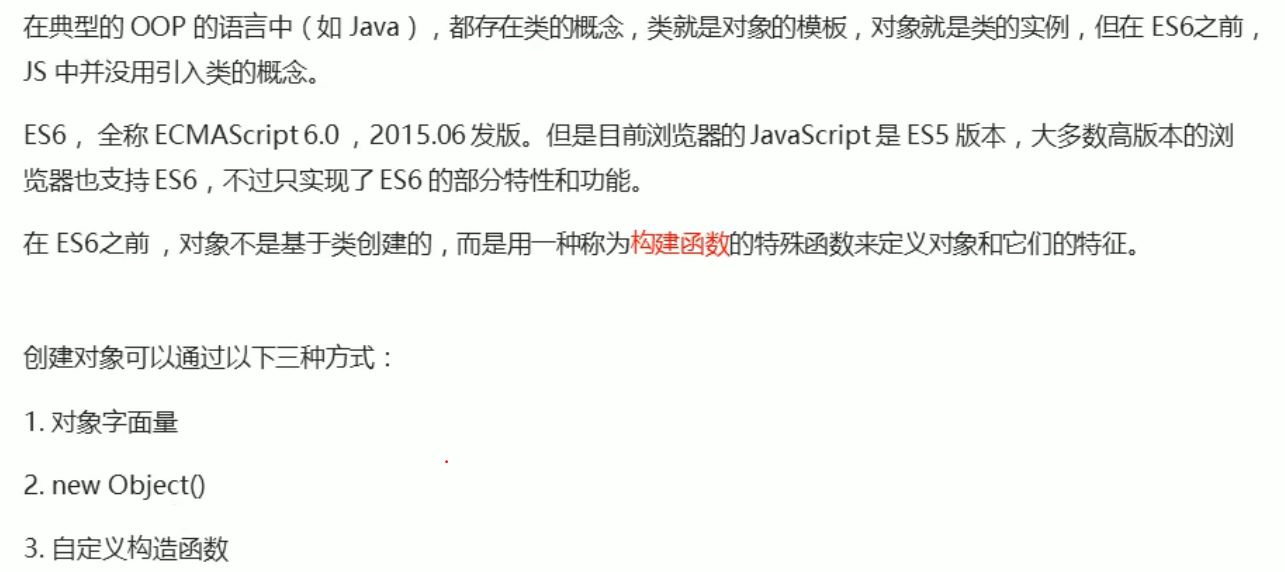 在典型的 OOP 的语言中（如 Java），都存在类的概念，类就是对象的模板，对象就是类的实例，但在 ES6之前，
JS 中并没用引入类的概念。
ES6， 全称 ECMAScript 6.0 ，2015.06 发版。但是目前浏览器的 JavaScript 是 ES5 版本，大多数高版本的浏
览器也支持 ES6，不过只实现了 ES6 的部分特性和功能。
在 ES6之前 ，对象不是基于类创建的，而是用一种称为构建函数的特殊函数来定义对象和它们的特征。
创建对象可以通过以下三种方式：
1. 对象字面量
2. new Object()
3. 自定义构造函数